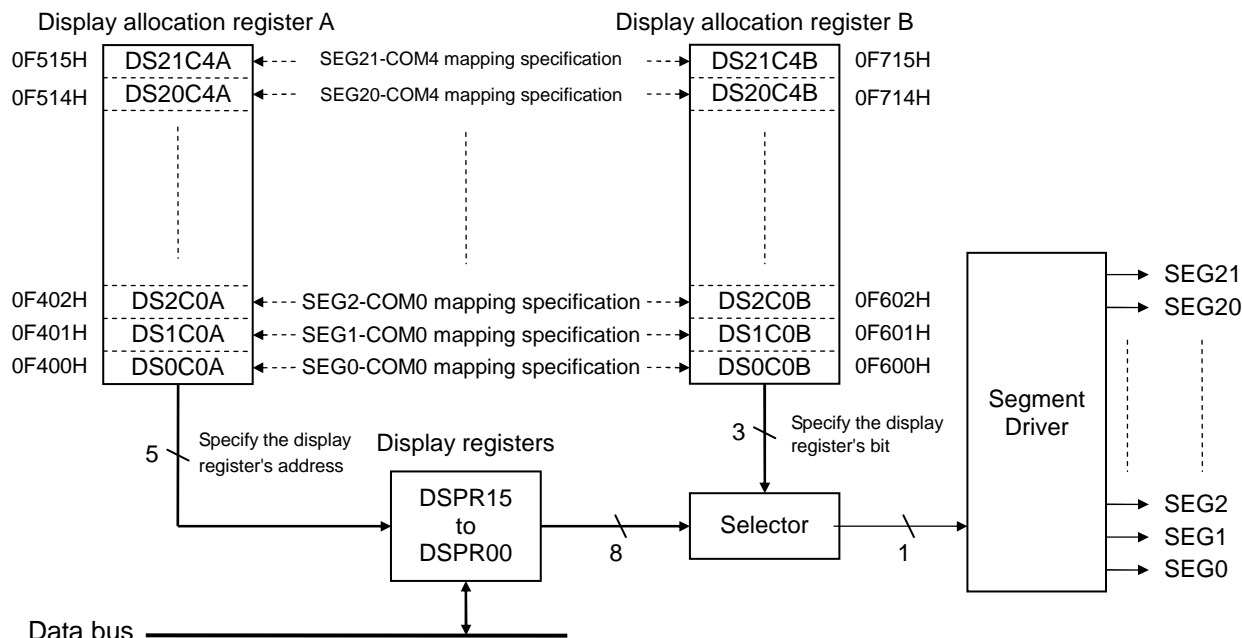 Display allocation register A
Display allocation register B
0F515H DS21C4A SEG21-COM4 mapping specification DS21C4B 0F715H
0F514H DS20C4A SEG20-COM4 mapping specification DS20C4B 0F714H
0F402H DS2C0A SEG2-COM0 mapping specification DS2C0B 0F602H
0F401H DS1C0A SEG1-COM0 mapping specification DS1C0B 0F601H
0F400H DS0C0A SEG0-COM0 mapping specification DS0C0B 0F600H
5
Specify the display
register's address
Display registers
DSPR15
to
DSPR00
8
3
Specify the display
register's bit
Selector
1
Segment
Driver
SEG21
SEG20
SEG2
SEG1
SEG0
Data bus